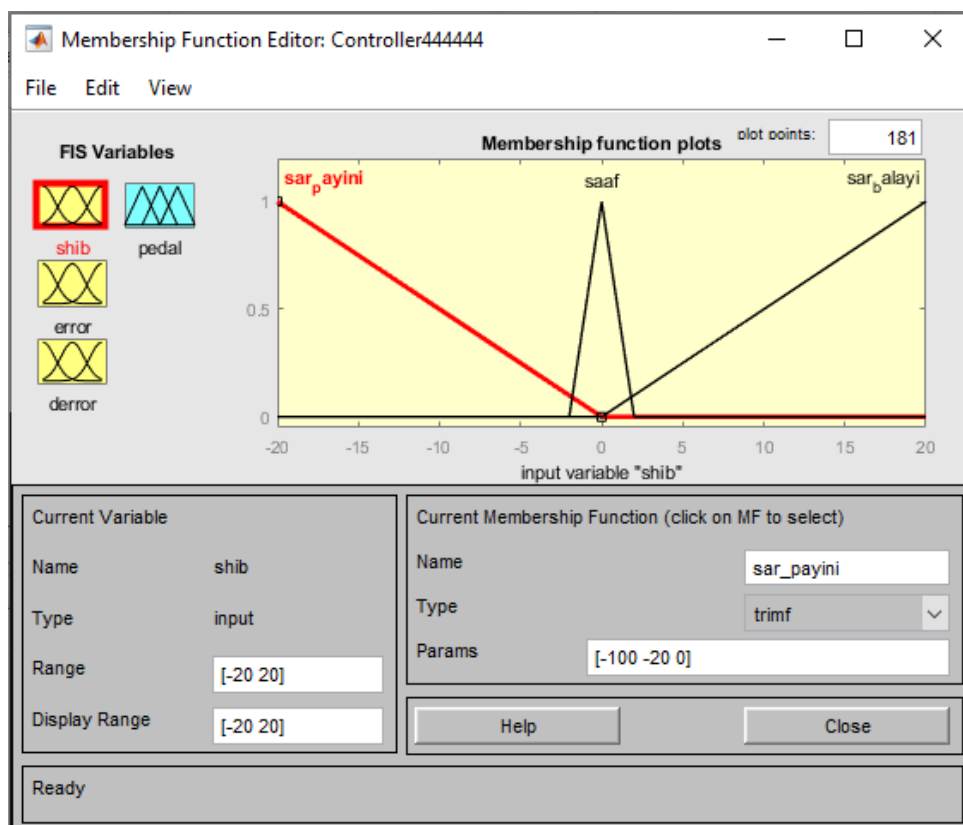 Membership Function Editor: Controller444444
File Edit View
FIS Variables
shib
pedal
error
derror
Membership function plots
plot points:
181
sar_payini
saaf
sar_balayi
1
0.5
0
-20 -15 -10 -5 0 5 10 15 20
input variable "shib"
Current Variable
Name shib
Type input
Range [-20 20]
Display Range [-20 20]
Current Membership Function (click on MF to select)
Name sar_payini
Type trimf
Params [-100 -20 0]
Help Close
Ready